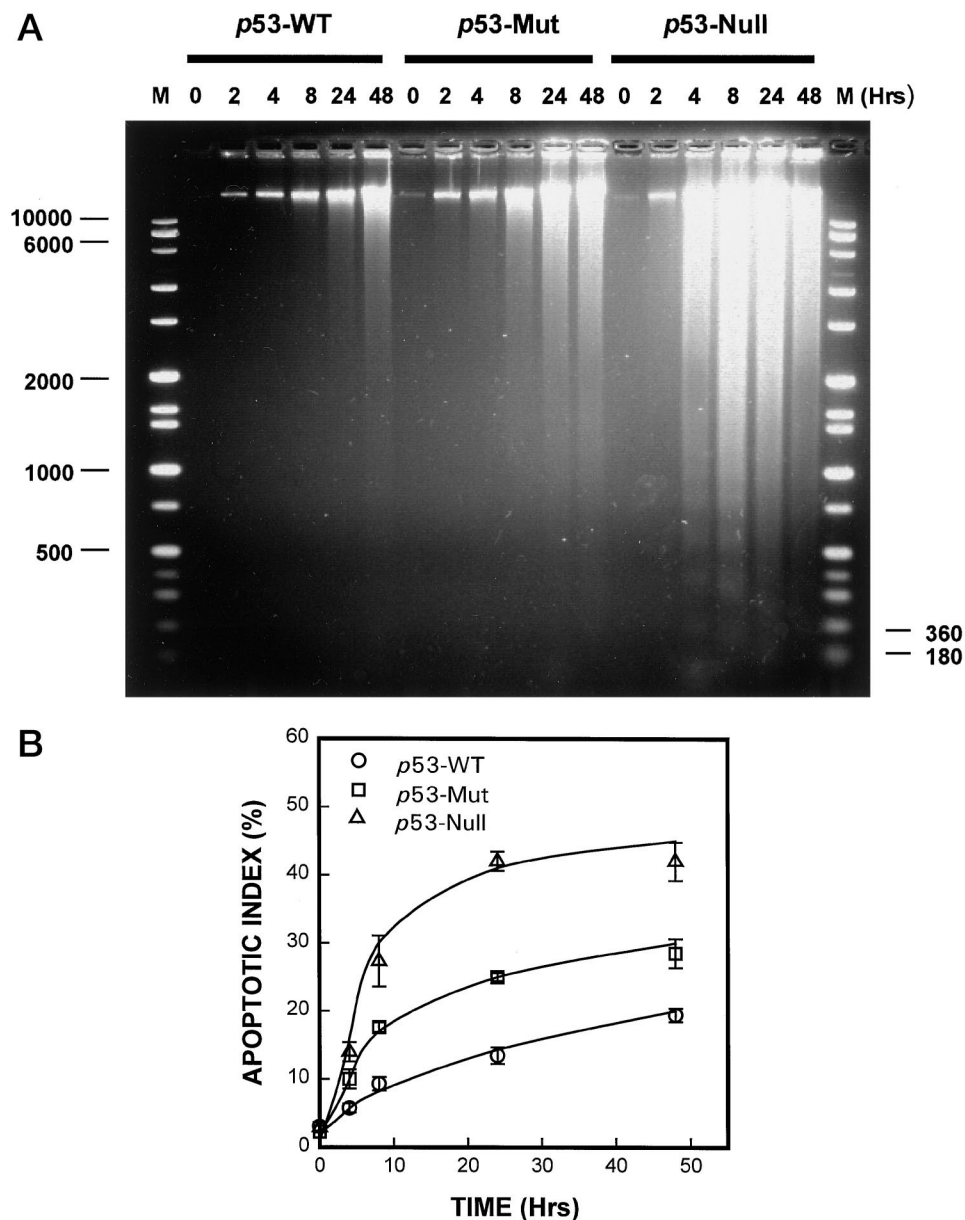 A
p53-WT p53-Mut p53-Null
M 0 2 4 8 24 48 0 2 4 8 24 48 0 2 4 8 24 48 M (Hrs)
10000
6000
2000
1000
500
360
180
B
60
50
40
30
20
10
0
p53-WT
p53-Mut
p53-Null
APOPTOTIC INDEX (%)
0 10 20 30 40 50
TIME (Hrs)